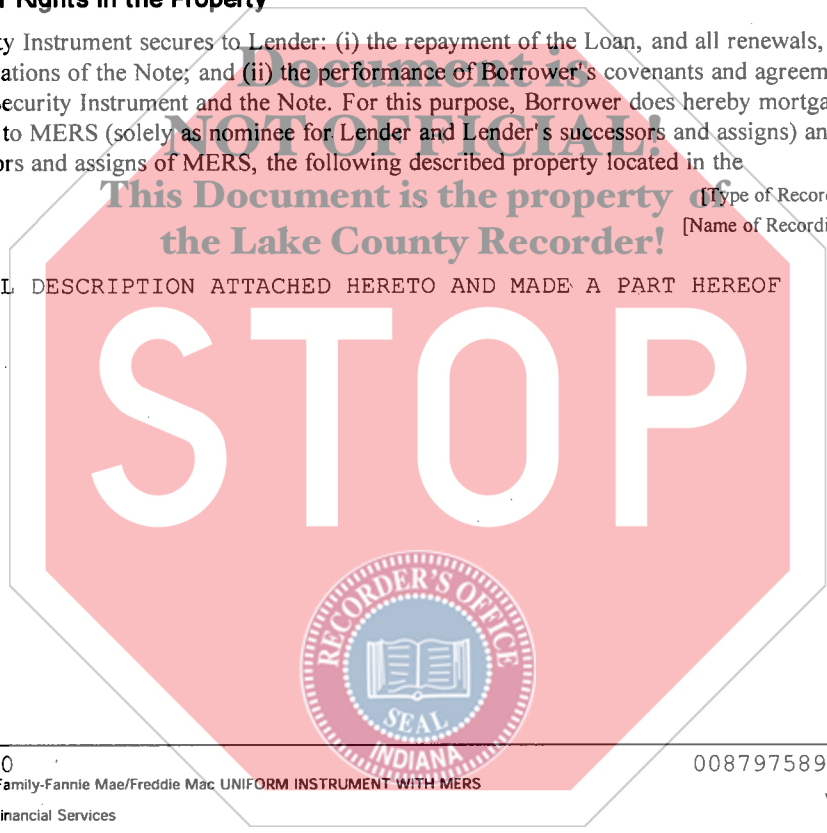 r Rights in the Property
ty Instrument secures to Lender: (i) the repayment of the Loan, and all renewals,
ations of the Note; and (ii) the performance of Borrower's covenants and agreem
ecurity Instrument and the Note. For this purpose, Borrower does hereby mortga
to MERS (solely as nominee for Lender and Lender's successors and assigns) an
ors and assigns of MERS, the following described property located in the
[Type of Recor
[Name of Recordi
Document is
NOT OFFICIAL!
This Document is the property of
the Lake County Recorder!
L DESCRIPTION ATTACHED HERETO AND MADE A PART HEREOF
STOP
RECORDER'S OFFICE
SEAL
INDIANA
0
008797589
Family-Fannie Mae/Freddie Mac UNIFORM INSTRUMENT WITH MERS
inancial Services